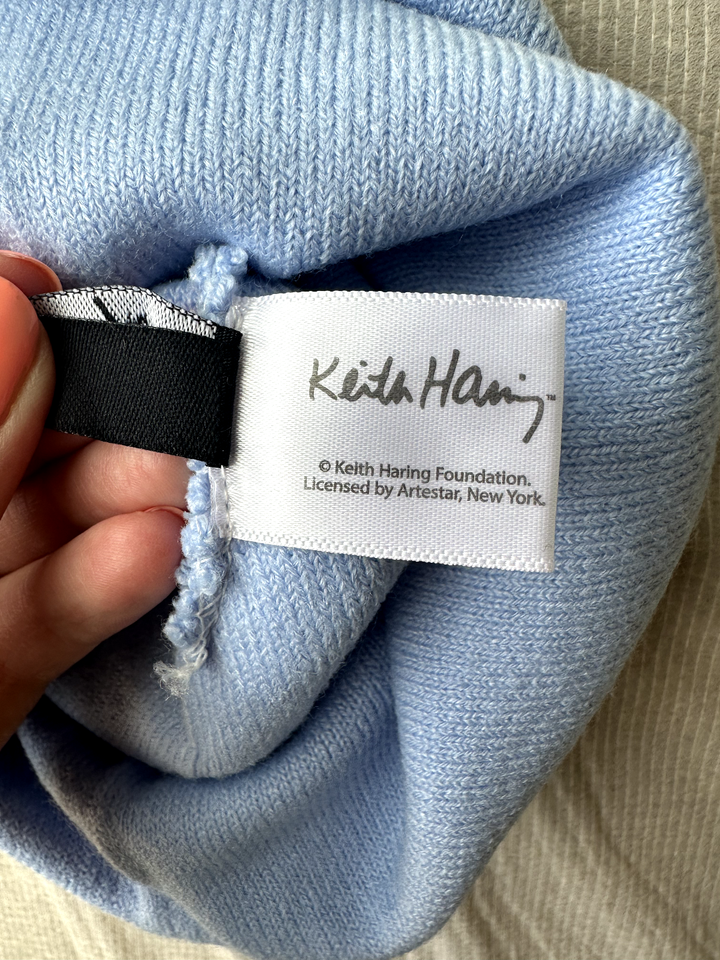 Keith Haring™
© Keith Haring Foundation.
Licensed by Artestar, New York.